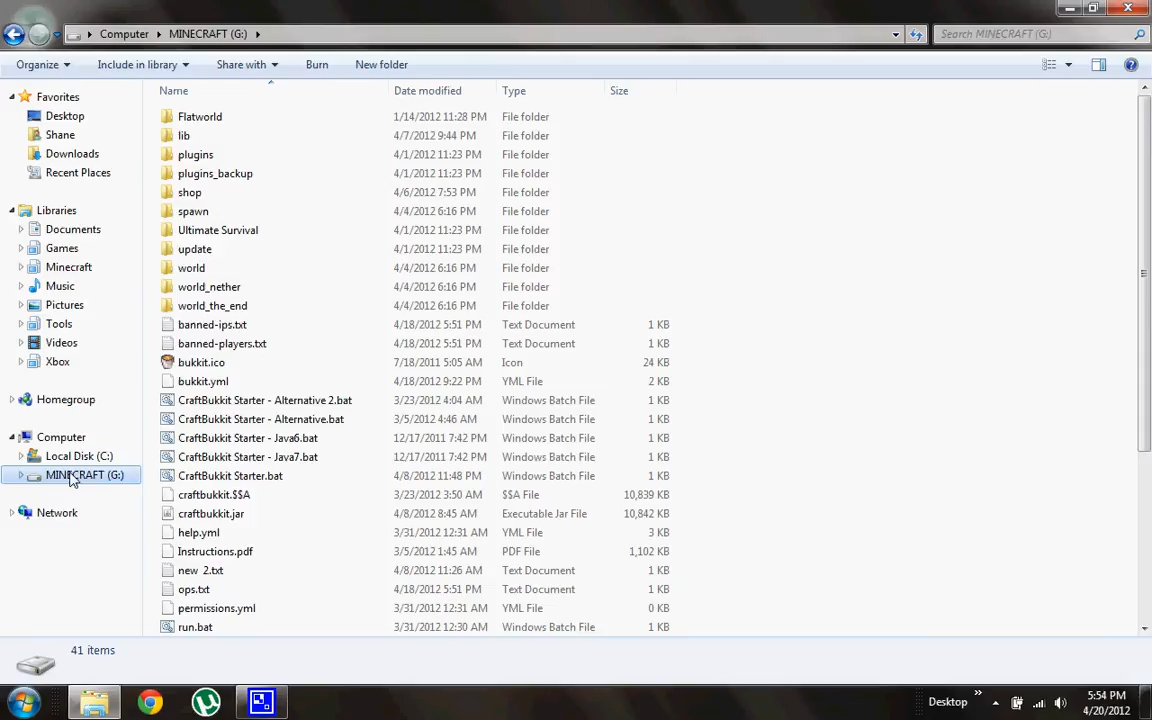 Computer MINECRAFT (G:) Search MINECRAFT (G:)
Organize Include in library Share with Burn New folder
Name Date modified Type Size
Favorites
Desktop
Shane
Downloads
Recent Places
Libraries
Documents
Games
Minecraft
Music
Pictures
Tools
Videos
Xbox
Homegroup
Computer
Local Disk (C:)
MINECRAFT (G:)
Network
Flatworld 1/14/2012 11:28 PM File folder
lib 4/7/2012 9:44 PM File folder
plugins 4/1/2012 11:23 PM File folder
plugins_backup 4/1/2012 11:23 PM File folder
shop 4/6/2012 7:53 PM File folder
spawn 4/4/2012 6:16 PM File folder
Ultimate Survival 4/1/2012 11:23 PM File folder
update 4/1/2012 11:23 PM File folder
world 4/4/2012 6:16 PM File folder
world_nether 4/4/2012 6:16 PM File folder
world_the_end 4/4/2012 6:16 PM File folder
banned-ips.txt 4/18/2012 5:51 PM Text Document 1 KB
banned-players.txt 4/18/2012 5:51 PM Text Document 1 KB
bukkit.ico 7/18/2011 5:05 AM Icon 24 KB
bukkit.yml 4/18/2012 9:22 PM YML File 2 KB
CraftBukkit Starter - Alternative 2.bat 3/23/2012 4:04 AM Windows Batch File 1 KB
CraftBukkit Starter - Alternative.bat 3/5/2012 4:46 AM Windows Batch File 1 KB
CraftBukkit Starter - Java6.bat 12/17/2011 7:42 PM Windows Batch File 1 KB
CraftBukkit Starter - Java7.bat 12/17/2011 7:42 PM Windows Batch File 1 KB
CraftBukkit Starter.bat 4/8/2012 11:48 PM Windows Batch File 1 KB
craftbukkit.$$A 3/23/2012 3:50 AM $$A File 10,839 KB
craftbukkit.jar 4/8/2012 8:45 AM Executable Jar File 10,842 KB
help.yml 3/31/2012 12:31 AM YML File 3 KB
Instructions.pdf 3/5/2012 1:45 AM PDF File 1,102 KB
new 2.txt 4/8/2012 11:26 AM Text Document 1 KB
ops.txt 4/18/2012 5:51 PM Text Document 1 KB
permissions.yml 3/31/2012 12:31 AM YML File 0 KB
run.bat 3/31/2012 12:30 AM Windows Batch File 1 KB
41 items
Desktop
5:54 PM
4/20/2012